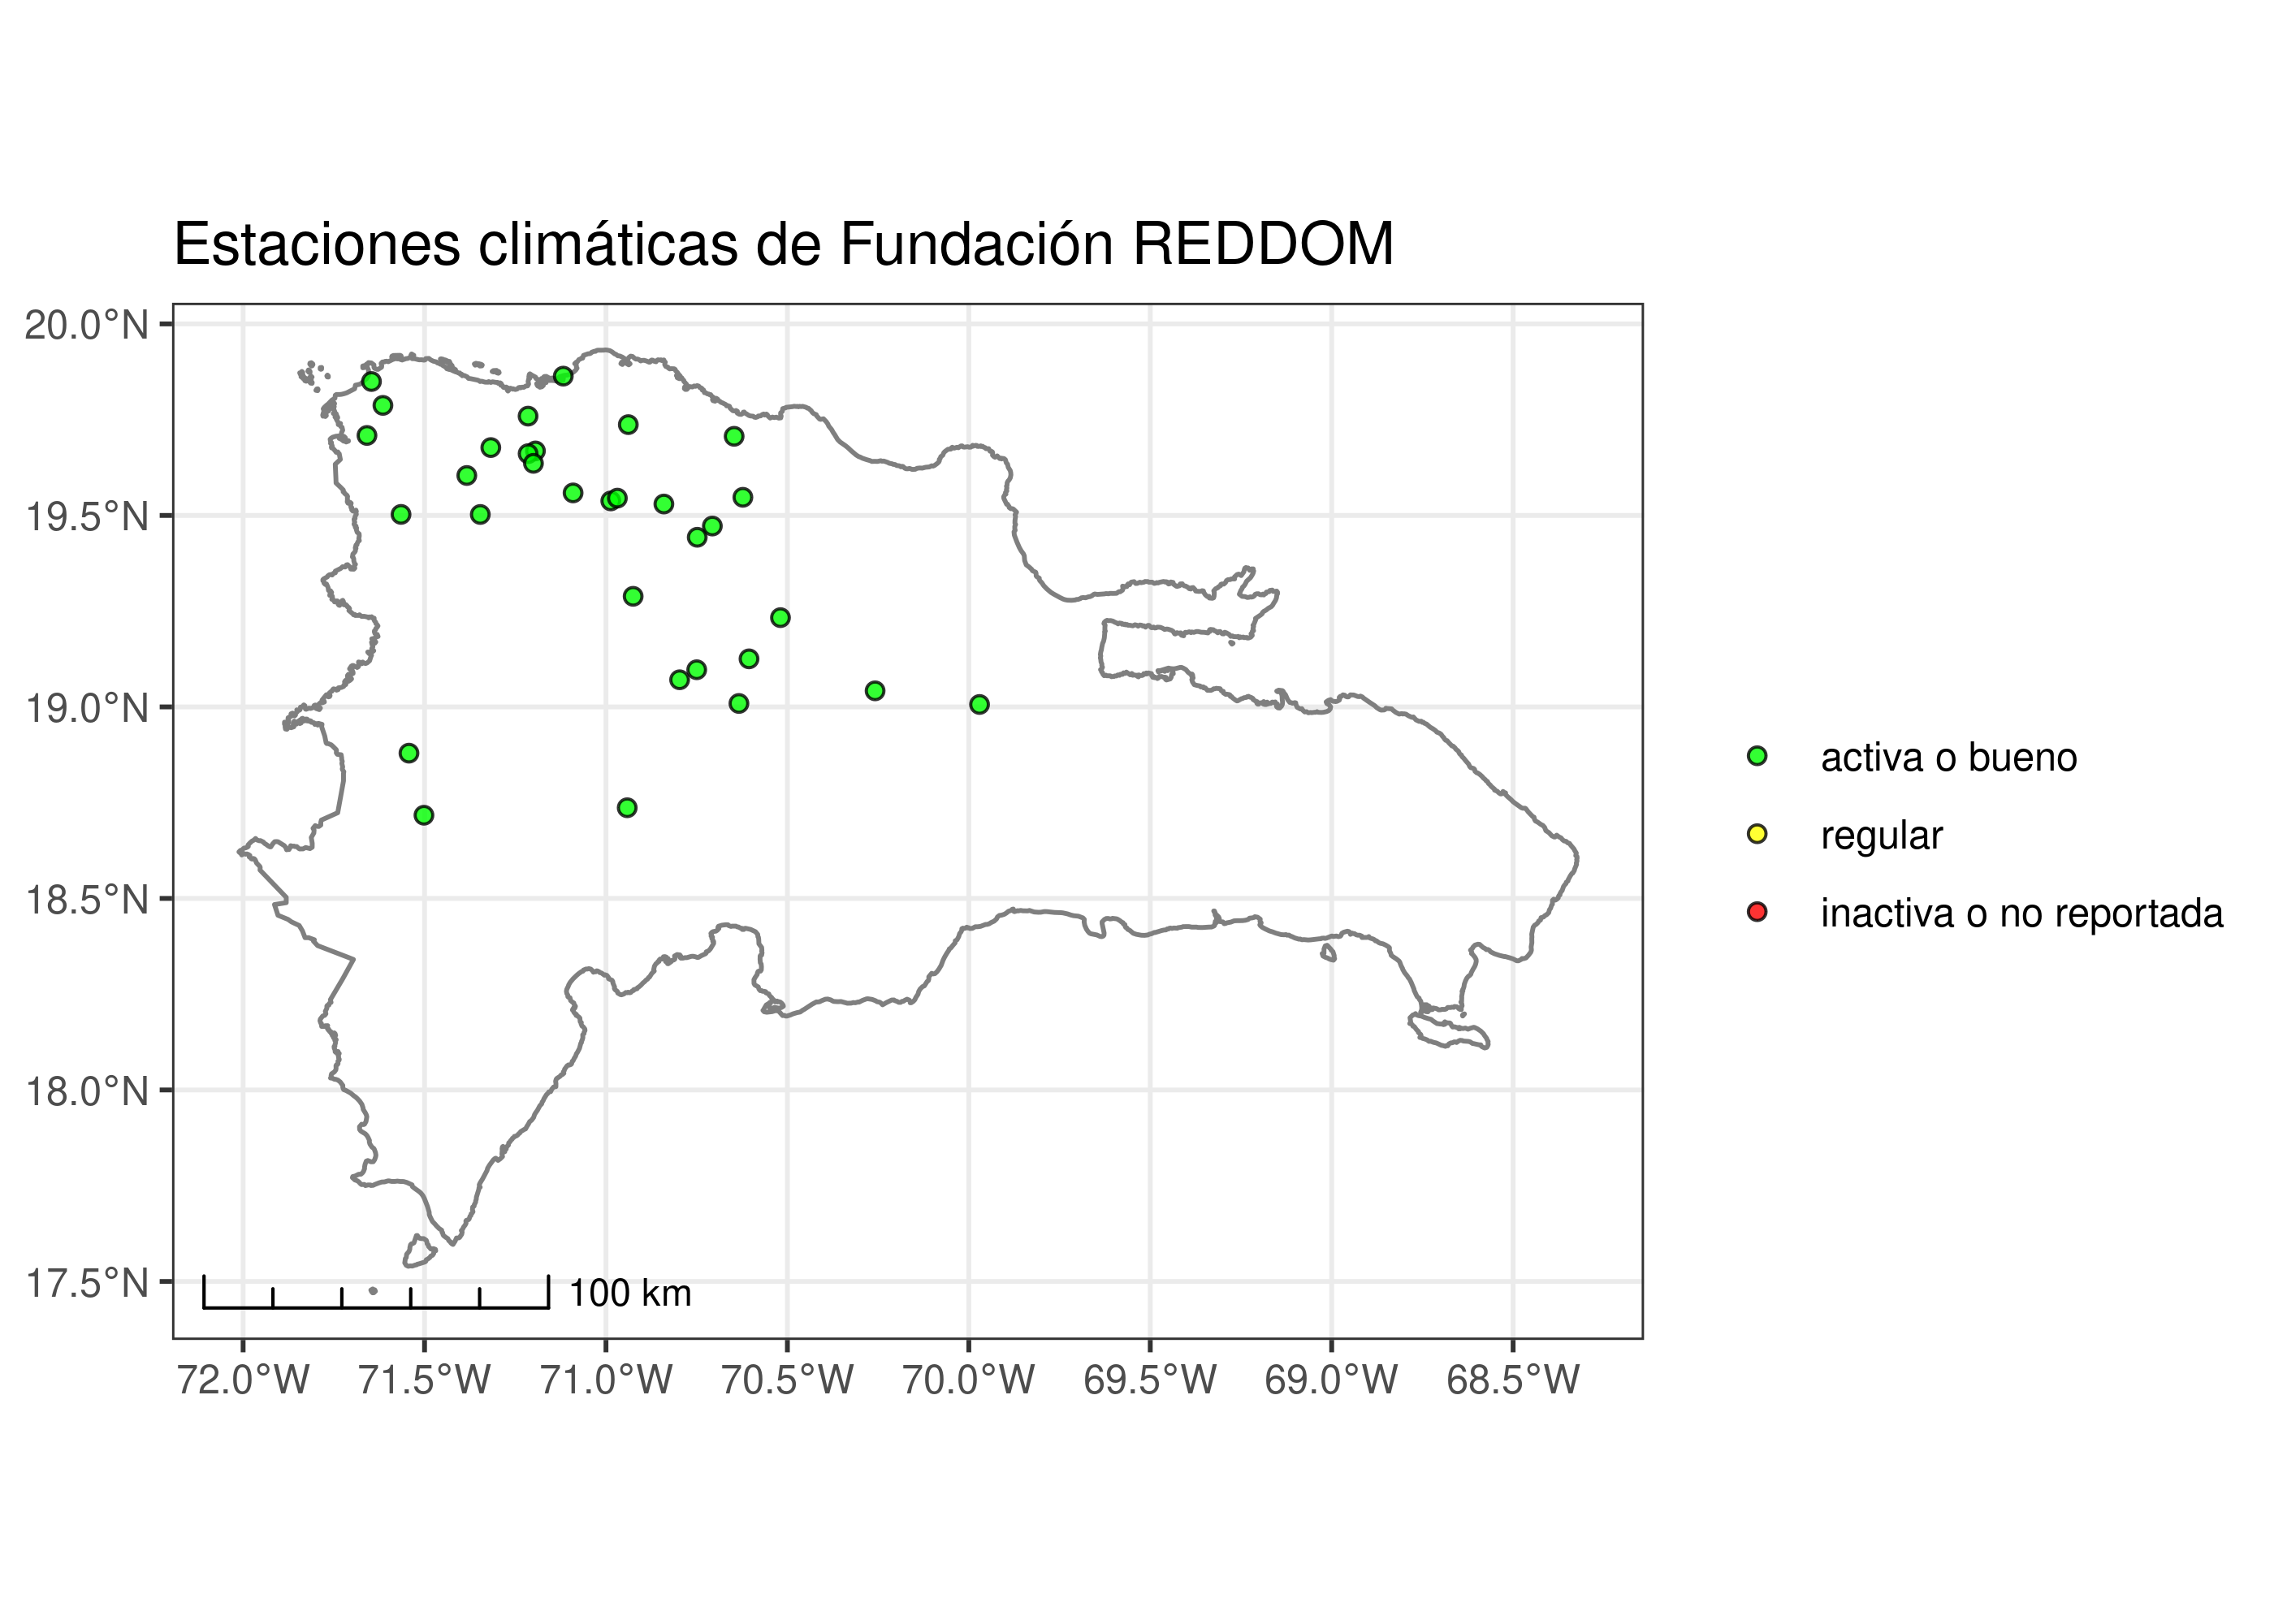 Estaciones climáticas de Fundación REDDOM
20.0°N
19.5°N
19.0°N
18.5°N
18.0°N
17.5°N
100 km
72.0°W 71.5°W 71.0°W 70.5°W 70.0°W 69.5°W 69.0°W 68.5°W
activa o bueno
regular
inactiva o no reportada